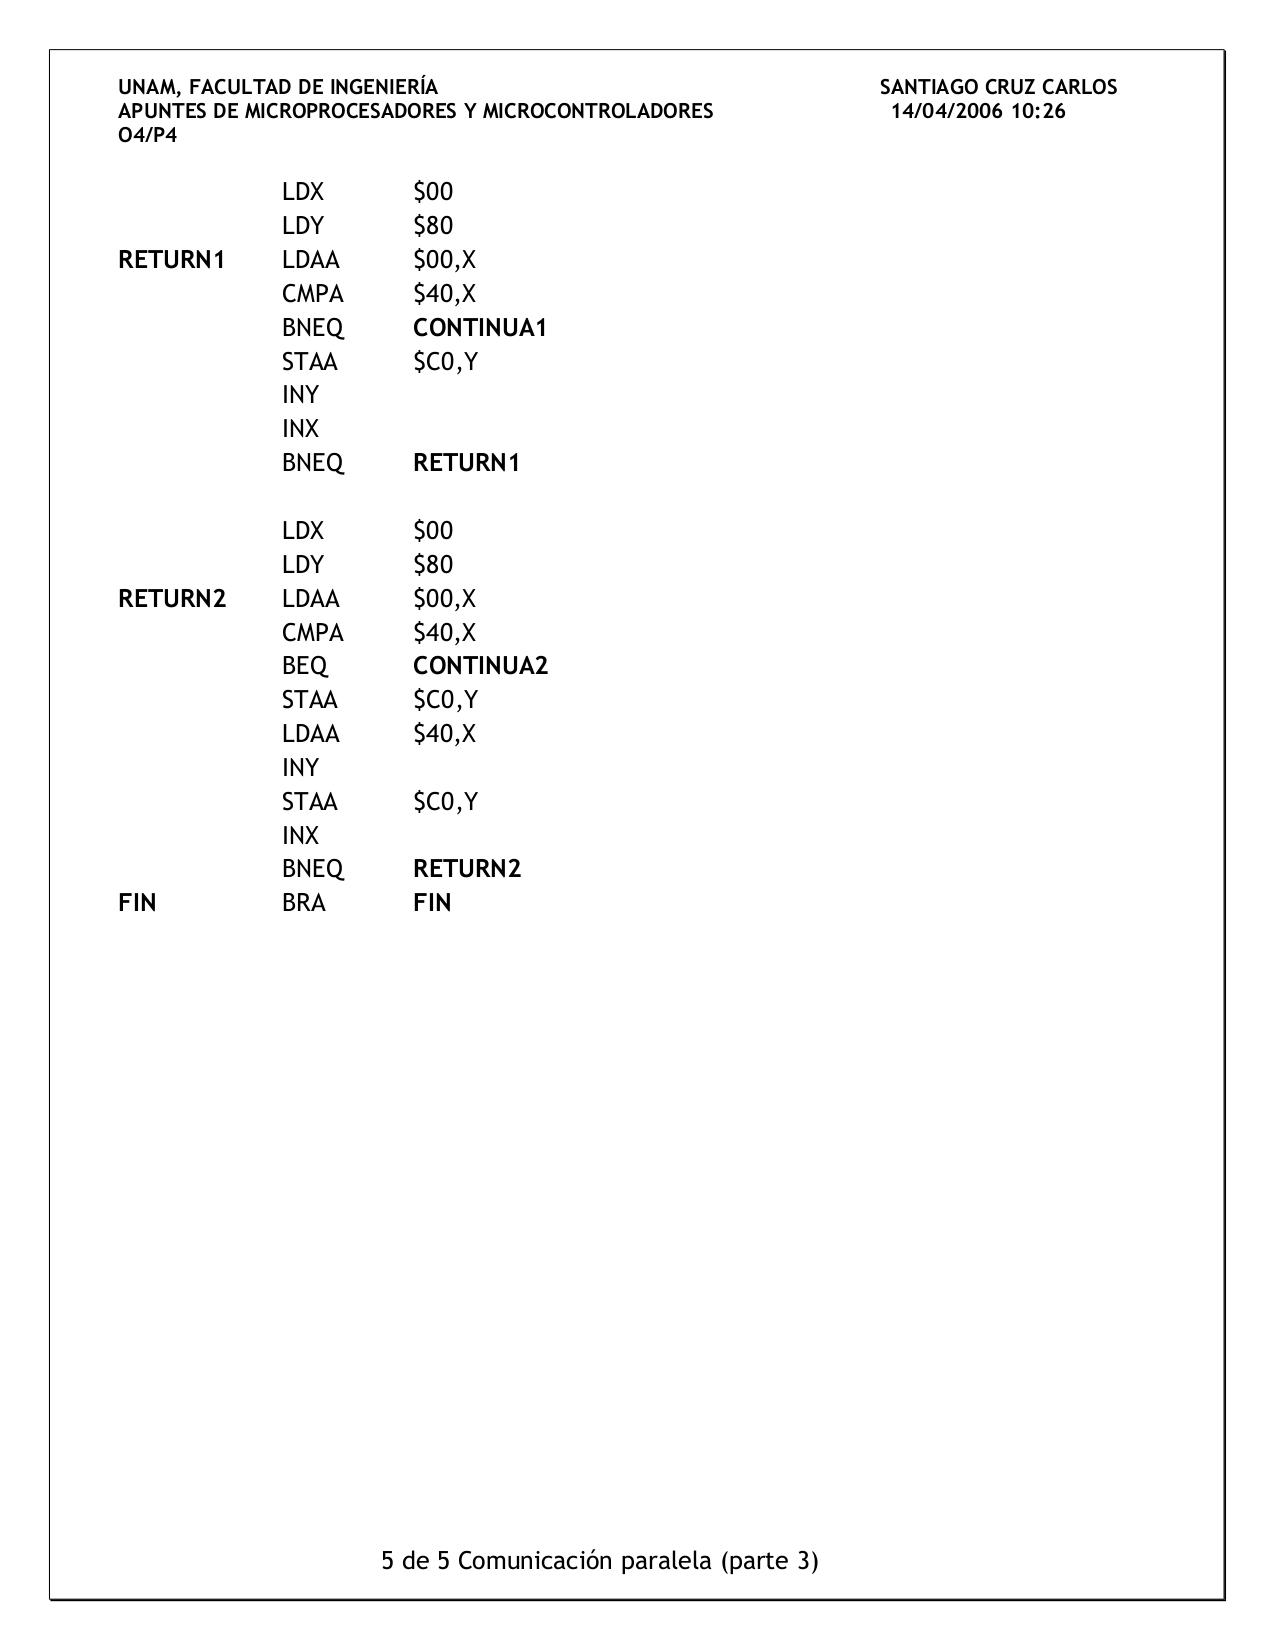 UNAM, FACULTAD DE INGENIERÍA SANTIAGO CRUZ CARLOS
APUNTES DE MICROPROCESADORES Y MICROCONTROLADORES 14/04/2006 10:26
O4/P4
LDX $00
LDY $80
RETURN1 LDAA $00,X
CMPA $40,X
BNEQ CONTINUA1
STAA $C0,Y
INY
INX
BNEQ RETURN1
LDX $00
LDY $80
RETURN2 LDAA $00,X
CMPA $40,X
BEQ CONTINUA2
STAA $C0,Y
LDAA $40,X
INY
STAA $C0,Y
INX
BNEQ RETURN2
FIN BRA FIN
5 de 5 Comunicación paralela (parte 3)